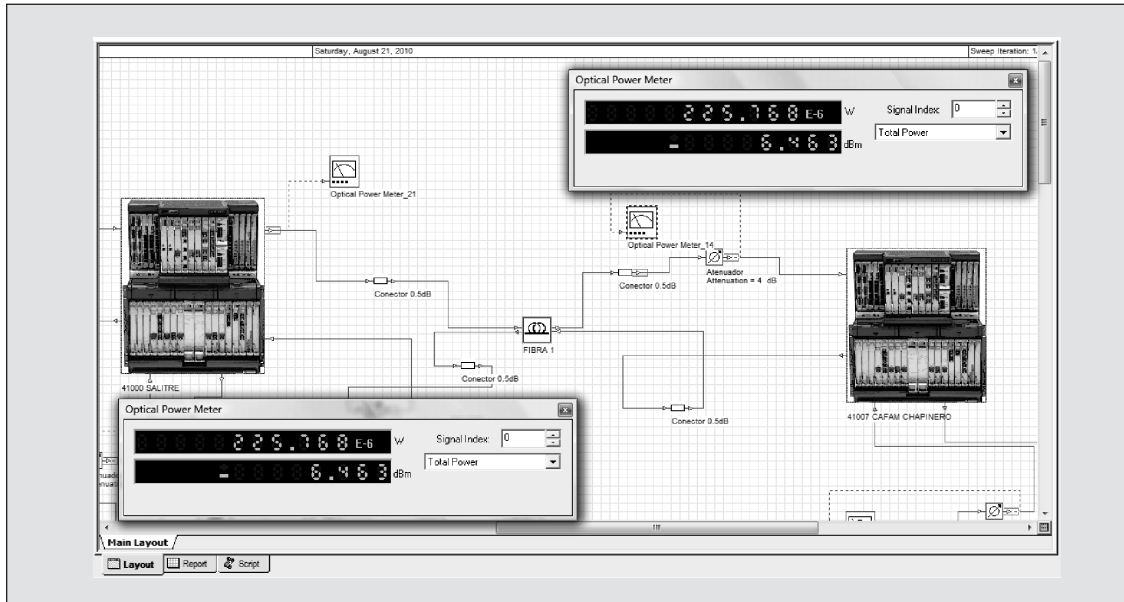 Saturday, August 21, 2010
Sweep Iteration: 1
Optical Power Meter
225.768 E-6 W
Signal Index: 0
-6.463 dBm
Total Power
Optical Power Meter_21
Optical Power Meter_14
Atenuador
Attenuation = 4 dB
Conector 0.5dB
Conector 0.5dB
FIBRA 1
Conector 0.5dB
Conector 0.5dB
41000 SALITRE
41007 CAFAM CHAPINERO
Optical Power Meter
225.768 E-6 W
Signal Index: 0
-6.463 dBm
Total Power
Main Layout
Layout
Report
Script